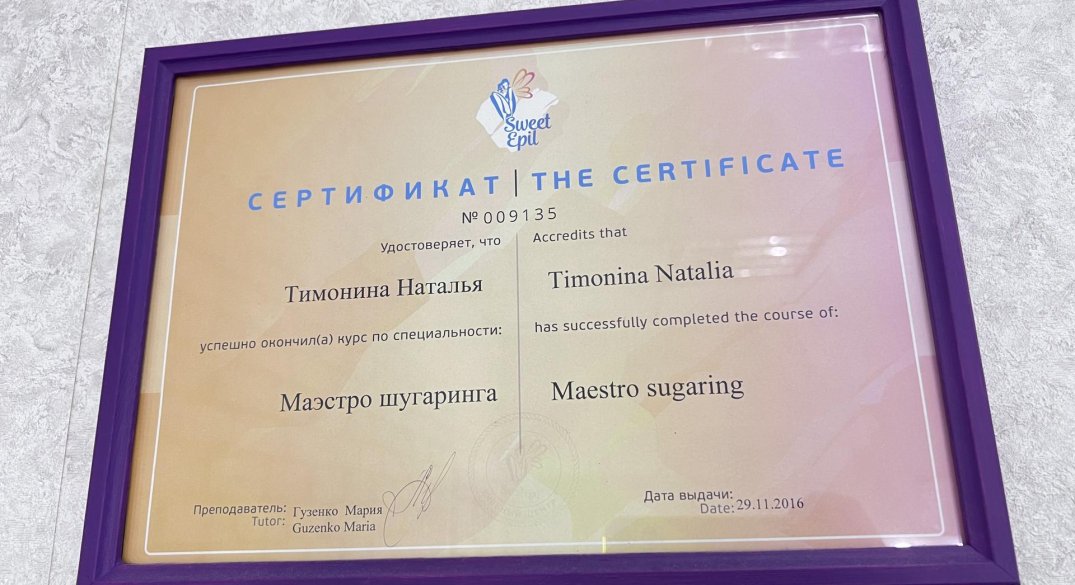 Sweet
Epil
СЕРТИФИКАТ | THE CERTIFICATE
№ 009135
Удостоверяет, что
Тимонина Наталья
успешно окончил(а) курс по специальности:
Маэстро шугаринга
Accredits that
Timonina Natalia
has successfully completed the course of:
Maestro sugaring
Преподаватель: Гузенко Мария
Tutor: Guzenko Maria
Дата выдачи:
Date: 29.11.2016